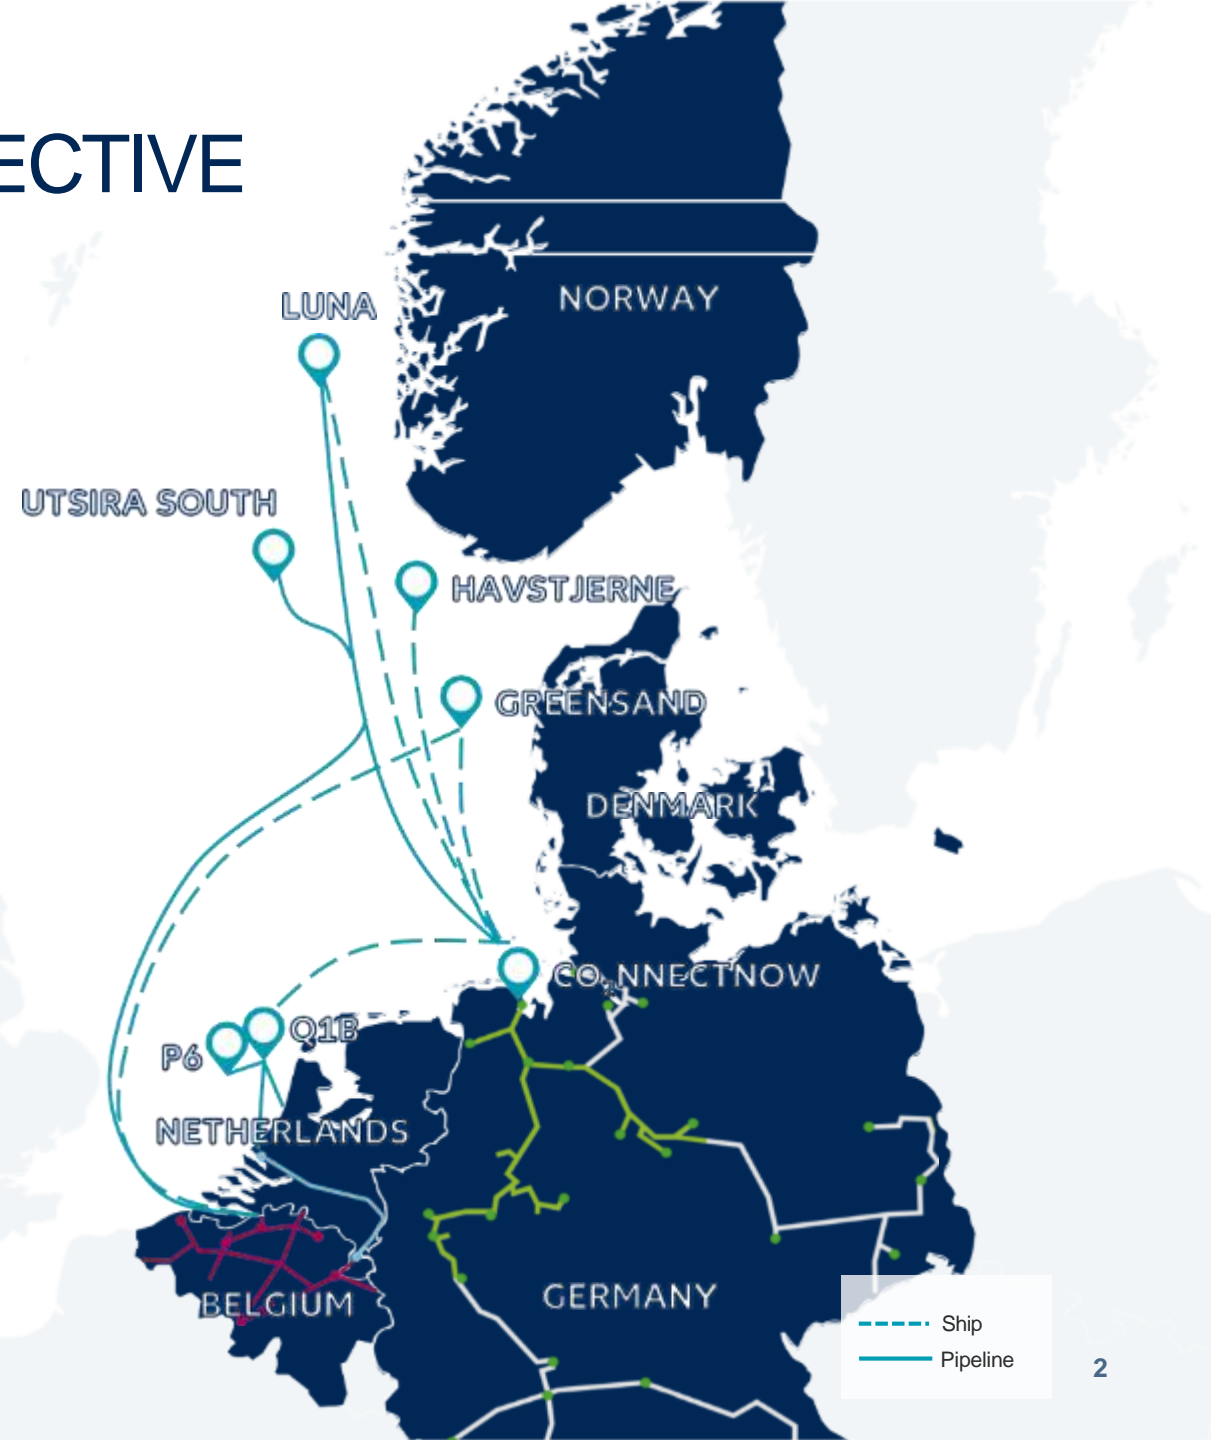 ECTIVE
LUNA
NORWAY
UTSIRA SOUTH
HAVSTJERNE
GREENSAND
DENMARK
CO₂NNECTNOW
Q1B
P6
NETHERLANDS
BELGIUM
GERMANY
Ship
Pipeline
2